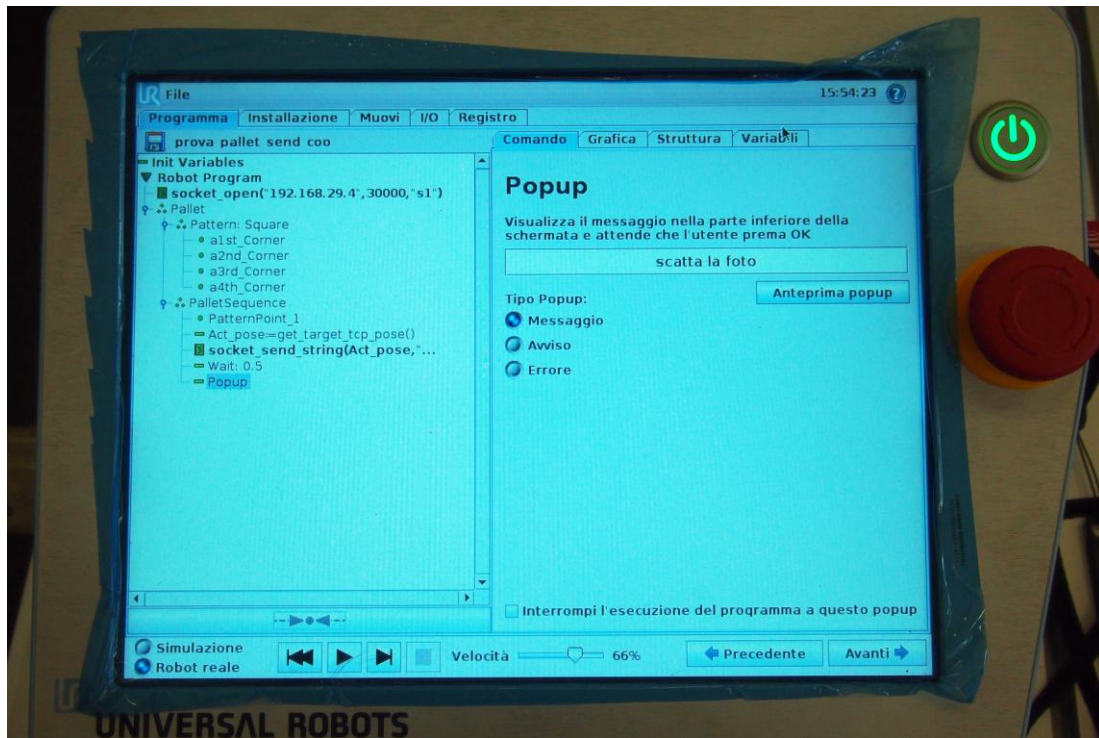 File
15:54:23
Programma Installazione Muovi I/O Registro
prova pallet send coo
Init Variables
Robot Program
socket_open("192.168.29.4",30000,"s1")
Pallet
Pattern: Square
a1st_Corner
a2nd_Corner
a3rd_Corner
a4th_Corner
PalletSequence
PatternPoint_1
Act_pose:=get_target_tcp_pose()
socket_send_string(Act_pose,"...
Wait: 0.5
Popup
Comando Grafica Struttura Variabili
Popup
Visualizza il messaggio nella parte inferiore della
schermata e attende che l'utente prema OK
scatta la foto
Tipo Popup:
Anteprima popup
Messaggio
Avviso
Errore
Interrompi l'esecuzione del programma a questo popup
Simulazione
Robot reale
Velocità 66%
Precedente
Avanti
UNIVERSAL ROBOTS